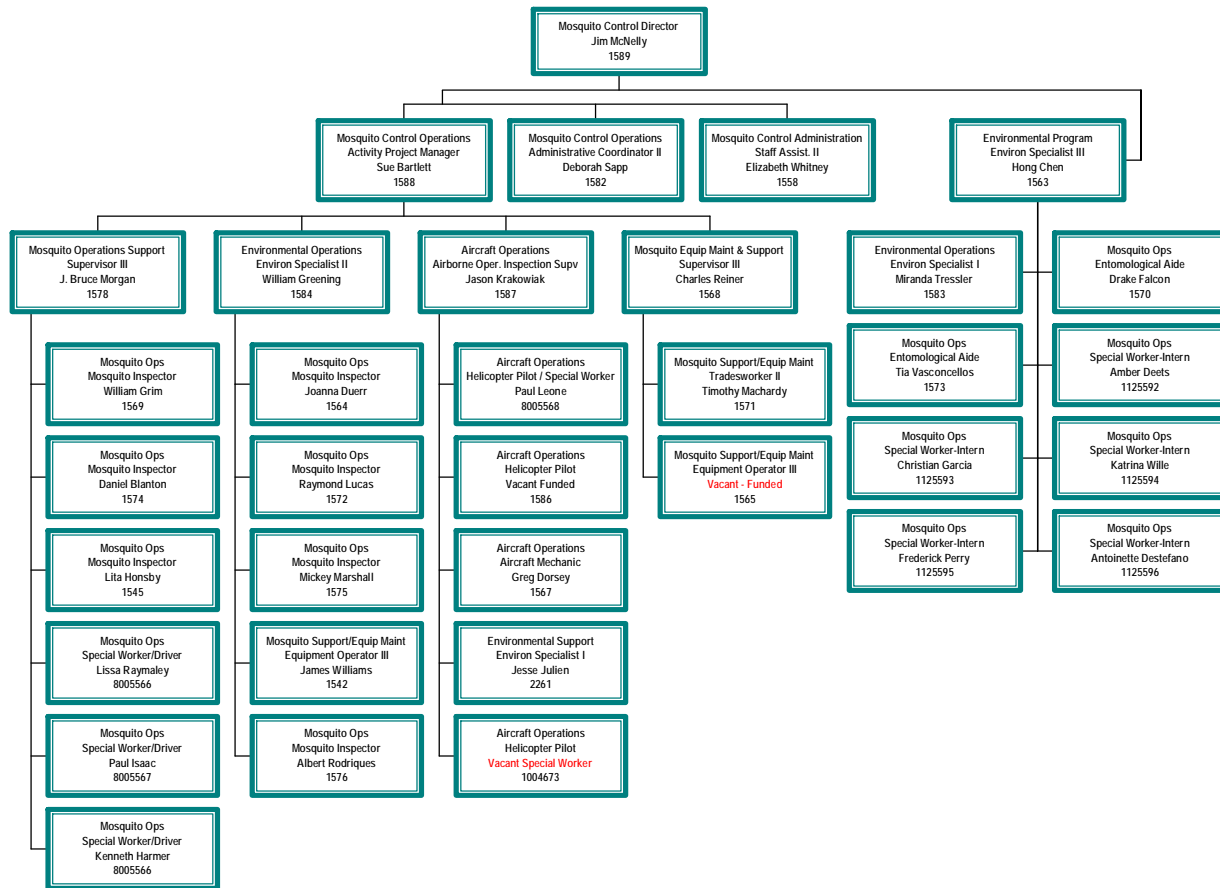 Mosquito Control Director
Jim McNelly
1589
Mosquito Control Operations
Activity Project Manager
Sue Bartlett
1588
Mosquito Control Operations
Administrative Coordinator II
Deborah Sapp
1582
Mosquito Control Administration
Staff Assist. II
Elizabeth Whitney
1558
Environmental Program
Environ Specialist III
Hong Chen
1563
Mosquito Operations Support
Supervisor III
J. Bruce Morgan
1578
Environmental Operations
Environ Specialist II
William Greening
1584
Aircraft Operations
Airborne Oper. Inspection Supv
Jason Krakowiak
1587
Mosquito Equip Maint & Support
Supervisor III
Charles Reiner
1568
Environmental Operations
Environ Specialist I
Miranda Tressler
1583
Mosquito Ops
Entomological Aide
Drake Falcon
1570
Mosquito Ops
Mosquito Inspector
William Grim
1569
Mosquito Ops
Mosquito Inspector
Joanna Duerr
1564
Aircraft Operations
Helicopter Pilot / Special Worker
Paul Leone
8005568
Mosquito Support/Equip Maint
Tradesworker II
Timothy Machardy
1571
Mosquito Ops
Entomological Aide
Tia Vasconcellos
1573
Mosquito Ops
Special Worker-Intern
Amber Deets
1125592
Mosquito Ops
Mosquito Inspector
Daniel Blanton
1574
Mosquito Ops
Mosquito Inspector
Raymond Lucas
1572
Aircraft Operations
Helicopter Pilot
Vacant Funded
1586
Mosquito Support/Equip Maint
Equipment Operator III
Vacant - Funded
1565
Mosquito Ops
Special Worker-Intern
Christian Garcia
1125593
Mosquito Ops
Special Worker-Intern
Katrina Wille
1125594
Mosquito Ops
Mosquito Inspector
Lita Honsby
1545
Mosquito Ops
Mosquito Inspector
Mickey Marshall
1575
Aircraft Operations
Aircraft Mechanic
Greg Dorsey
1567
Mosquito Ops
Special Worker-Intern
Frederick Perry
1125595
Mosquito Ops
Special Worker-Intern
Antoinette Destefano
1125596
Mosquito Ops
Special Worker/Driver
Lissa Raymaley
8005566
Mosquito Support/Equip Maint
Equipment Operator III
James Williams
1542
Environmental Support
Environ Specialist I
Jesse Julien
2261
Mosquito Ops
Special Worker/Driver
Paul Isaac
8005567
Mosquito Ops
Mosquito Inspector
Albert Rodriques
1576
Aircraft Operations
Helicopter Pilot
Vacant Special Worker
1004673
Mosquito Ops
Special Worker/Driver
Kenneth Harmer
8005566